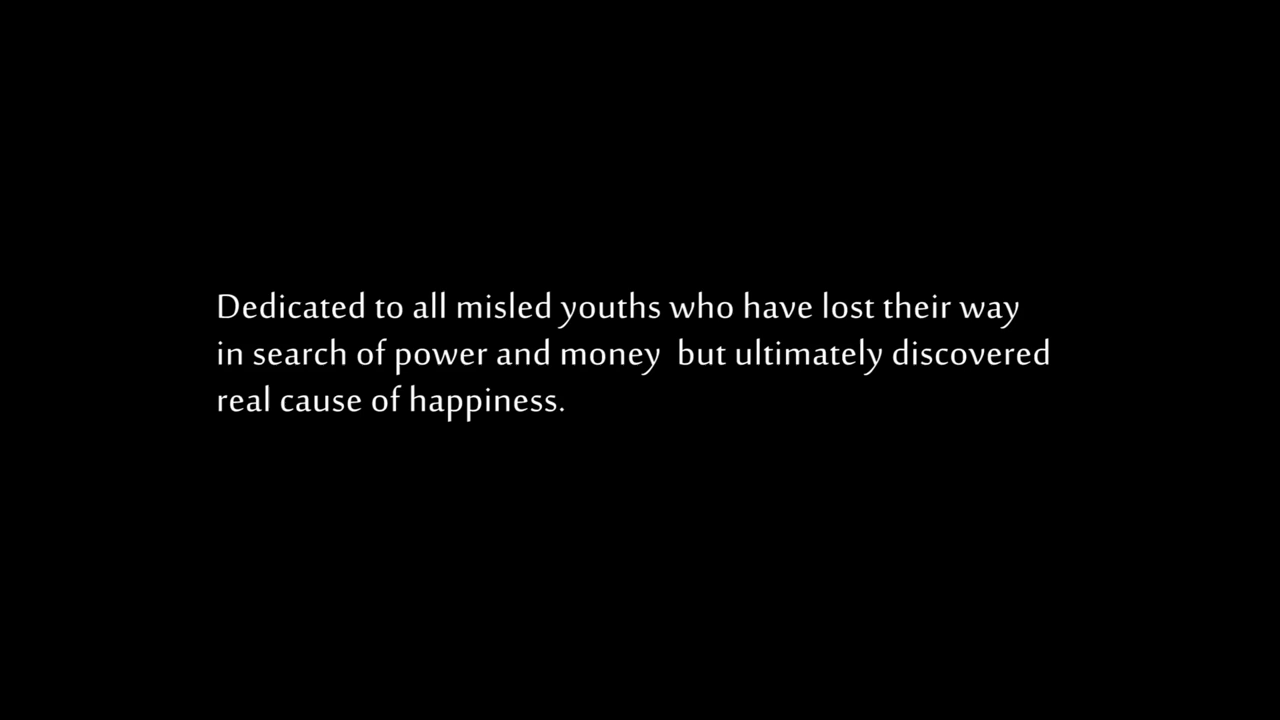 Dedicated to all misled youths who have lost their way
in search of power and money  but ultimately discovered
real cause of happiness.